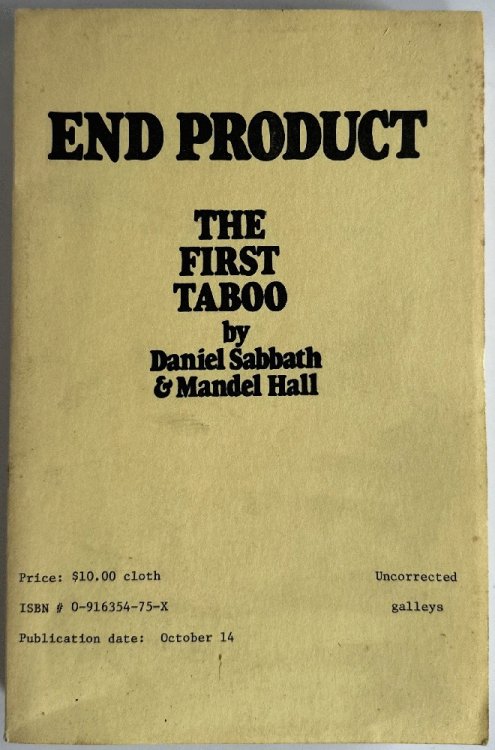 END PRODUCT
THE
FIRST
TABOO
by
Daniel Sabbath
& Mandel Hall
Price: $10.00 cloth
Uncorrected
ISBN # 0-916354-75-X
galleys
Publication date: October 14